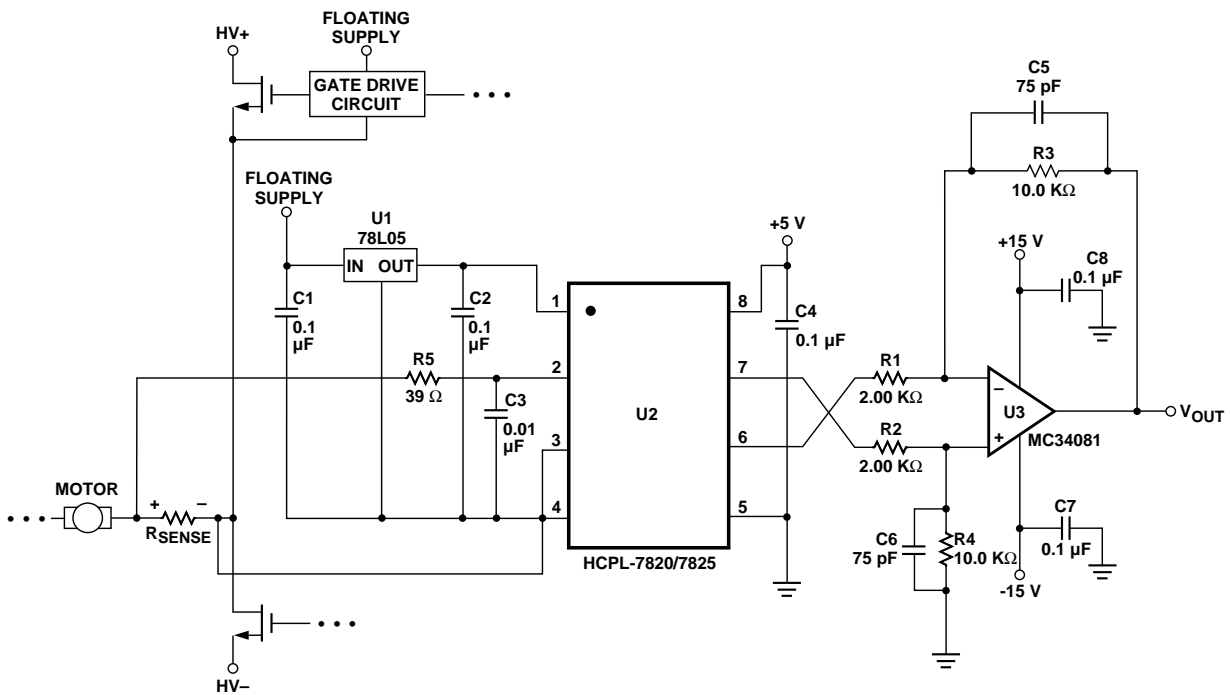 FLOATING
SUPPLY
HV+
GATE DRIVE
CIRCUIT
• • •
C5
75 pF
R3
10.0 KΩ
FLOATING
SUPPLY
U1
78L05
IN OUT
+5 V
+15 V
C8
0.1 µF
C1
0.1
µF
C2
0.1
µF
1
8
C4
0.1 µF
R5
39 Ω
2
7
R1
2.00 KΩ
C3
0.01
µF
U2
−
U3
+
MC34081
VOUT
3
6
R2
2.00 KΩ
MOTOR
• • •
+ −
RSENSE
4
5
HCPL-7820/7825
C6
75 pF
R4
10.0 KΩ
C7
0.1 µF
-15 V
• • •
HV–